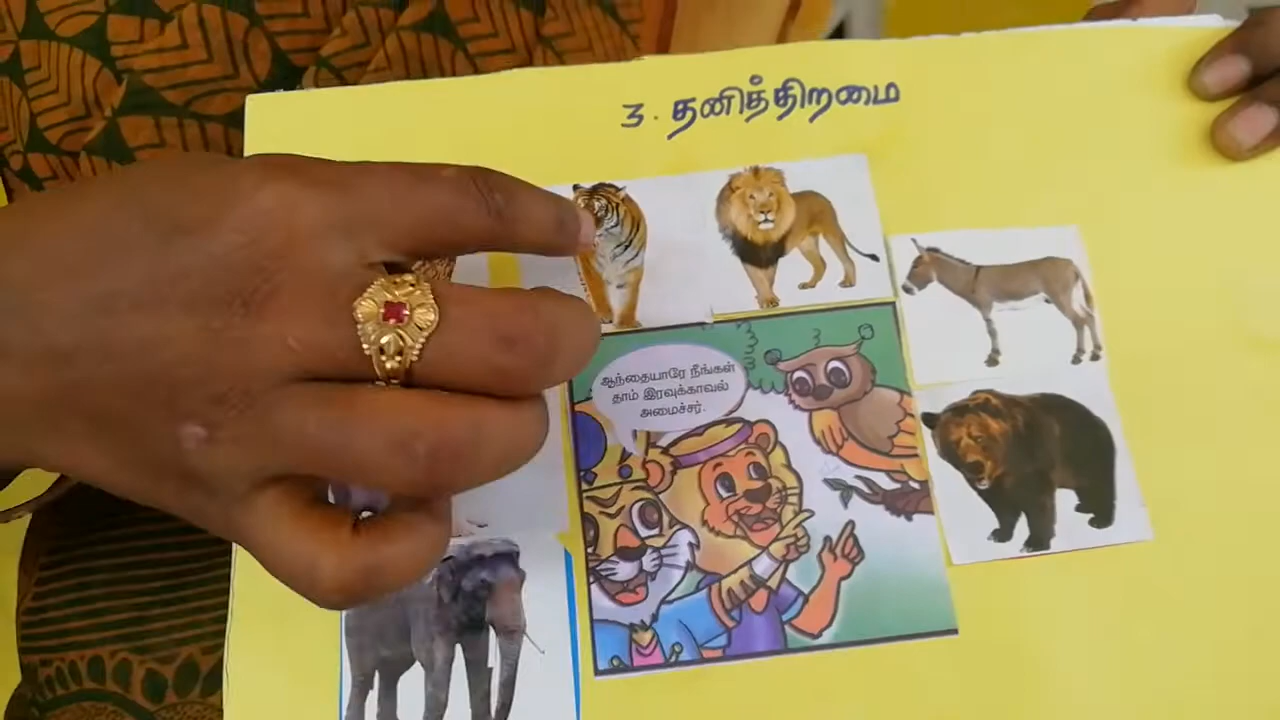 3. தனித்திறமை
ஆந்தையாரே நீங்கள்
தாம் இரவுக்காவல்
அமைச்சர்.